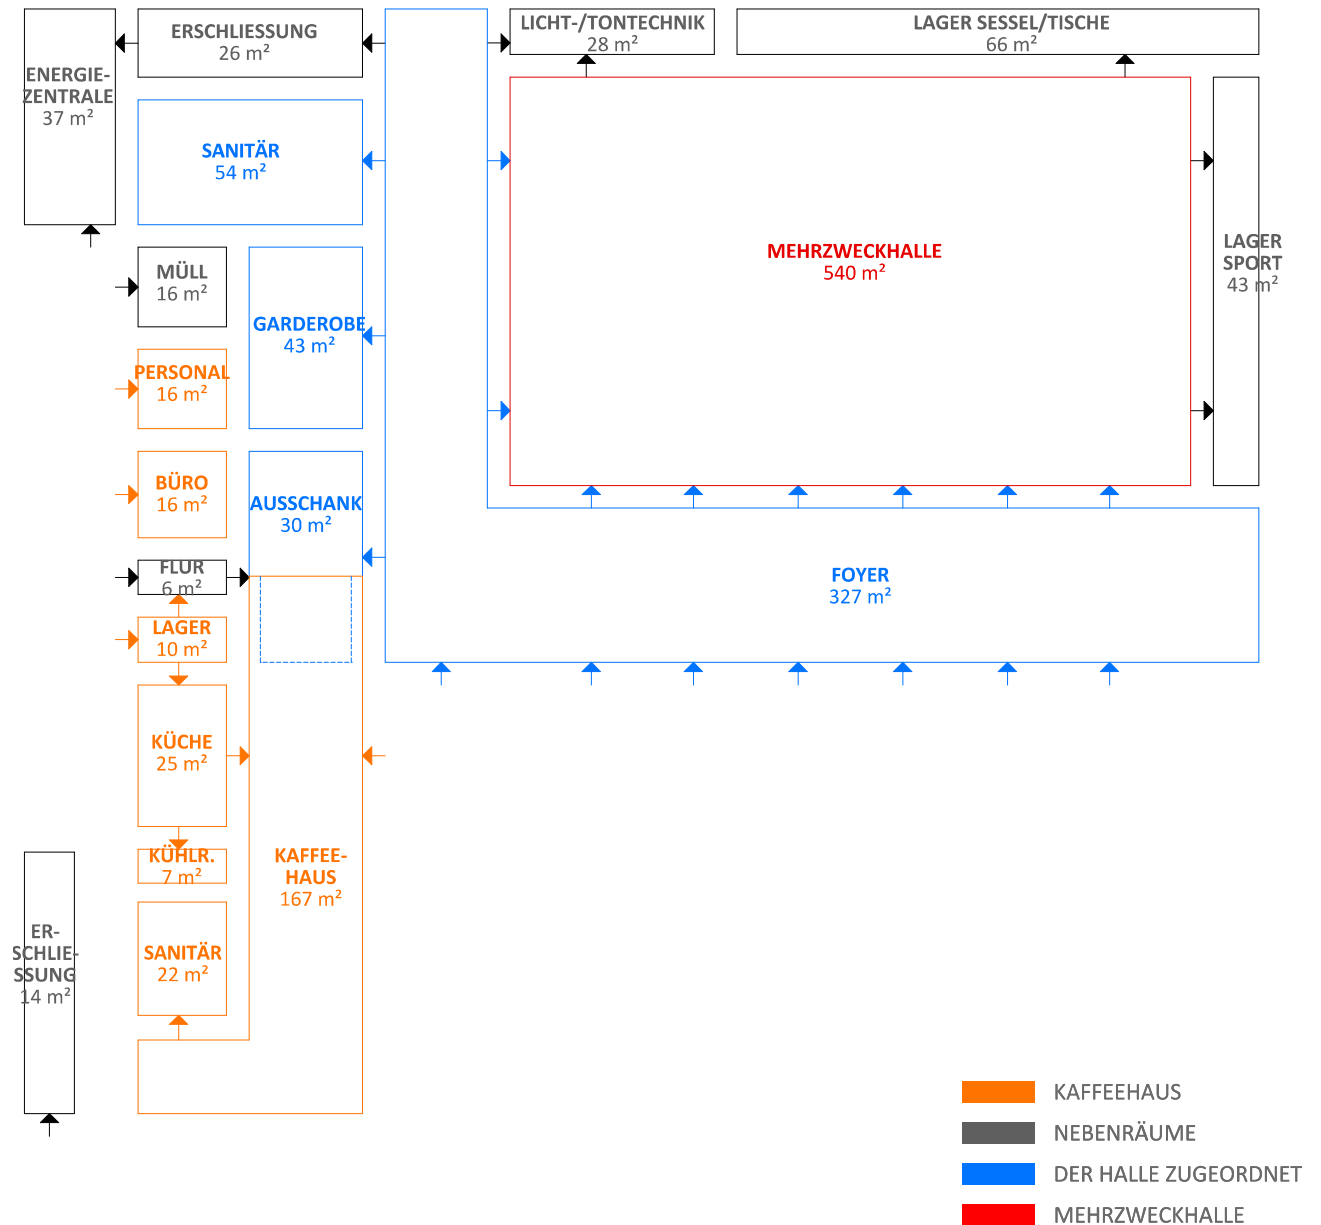 ERSCHLIESSUNG
26 m²
LICHT-/TONTECHNIK
28 m²
LAGER SESSEL/TISCHE
66 m²
ENERGIE-
ZENTRALE
37 m²
SANITÄR
54 m²
MEHRZWECKHALLE
540 m²
LAGER
SPORT
43 m²
MÜLL
16 m²
GARDEROBE
43 m²
PERSONAL
16 m²
BÜRO
16 m²
AUSSCHANK
30 m²
FLUR
6 m²
FOYER
327 m²
LAGER
10 m²
KÜCHE
25 m²
KÜHLR.
7 m²
KAFFEE-
HAUS
167 m²
ER-
SCHLIE-
SSUNG
14 m²
SANITÄR
22 m²
KAFFEEHAUS
NEBENRÄUME
DER HALLE ZUGEORDNET
MEHRZWECKHALLE